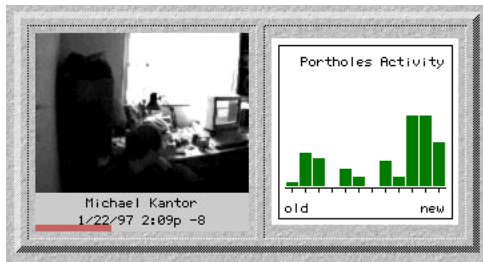 Michael Kantor
1/22/97 2:09p -8
Portholes Activity
old new